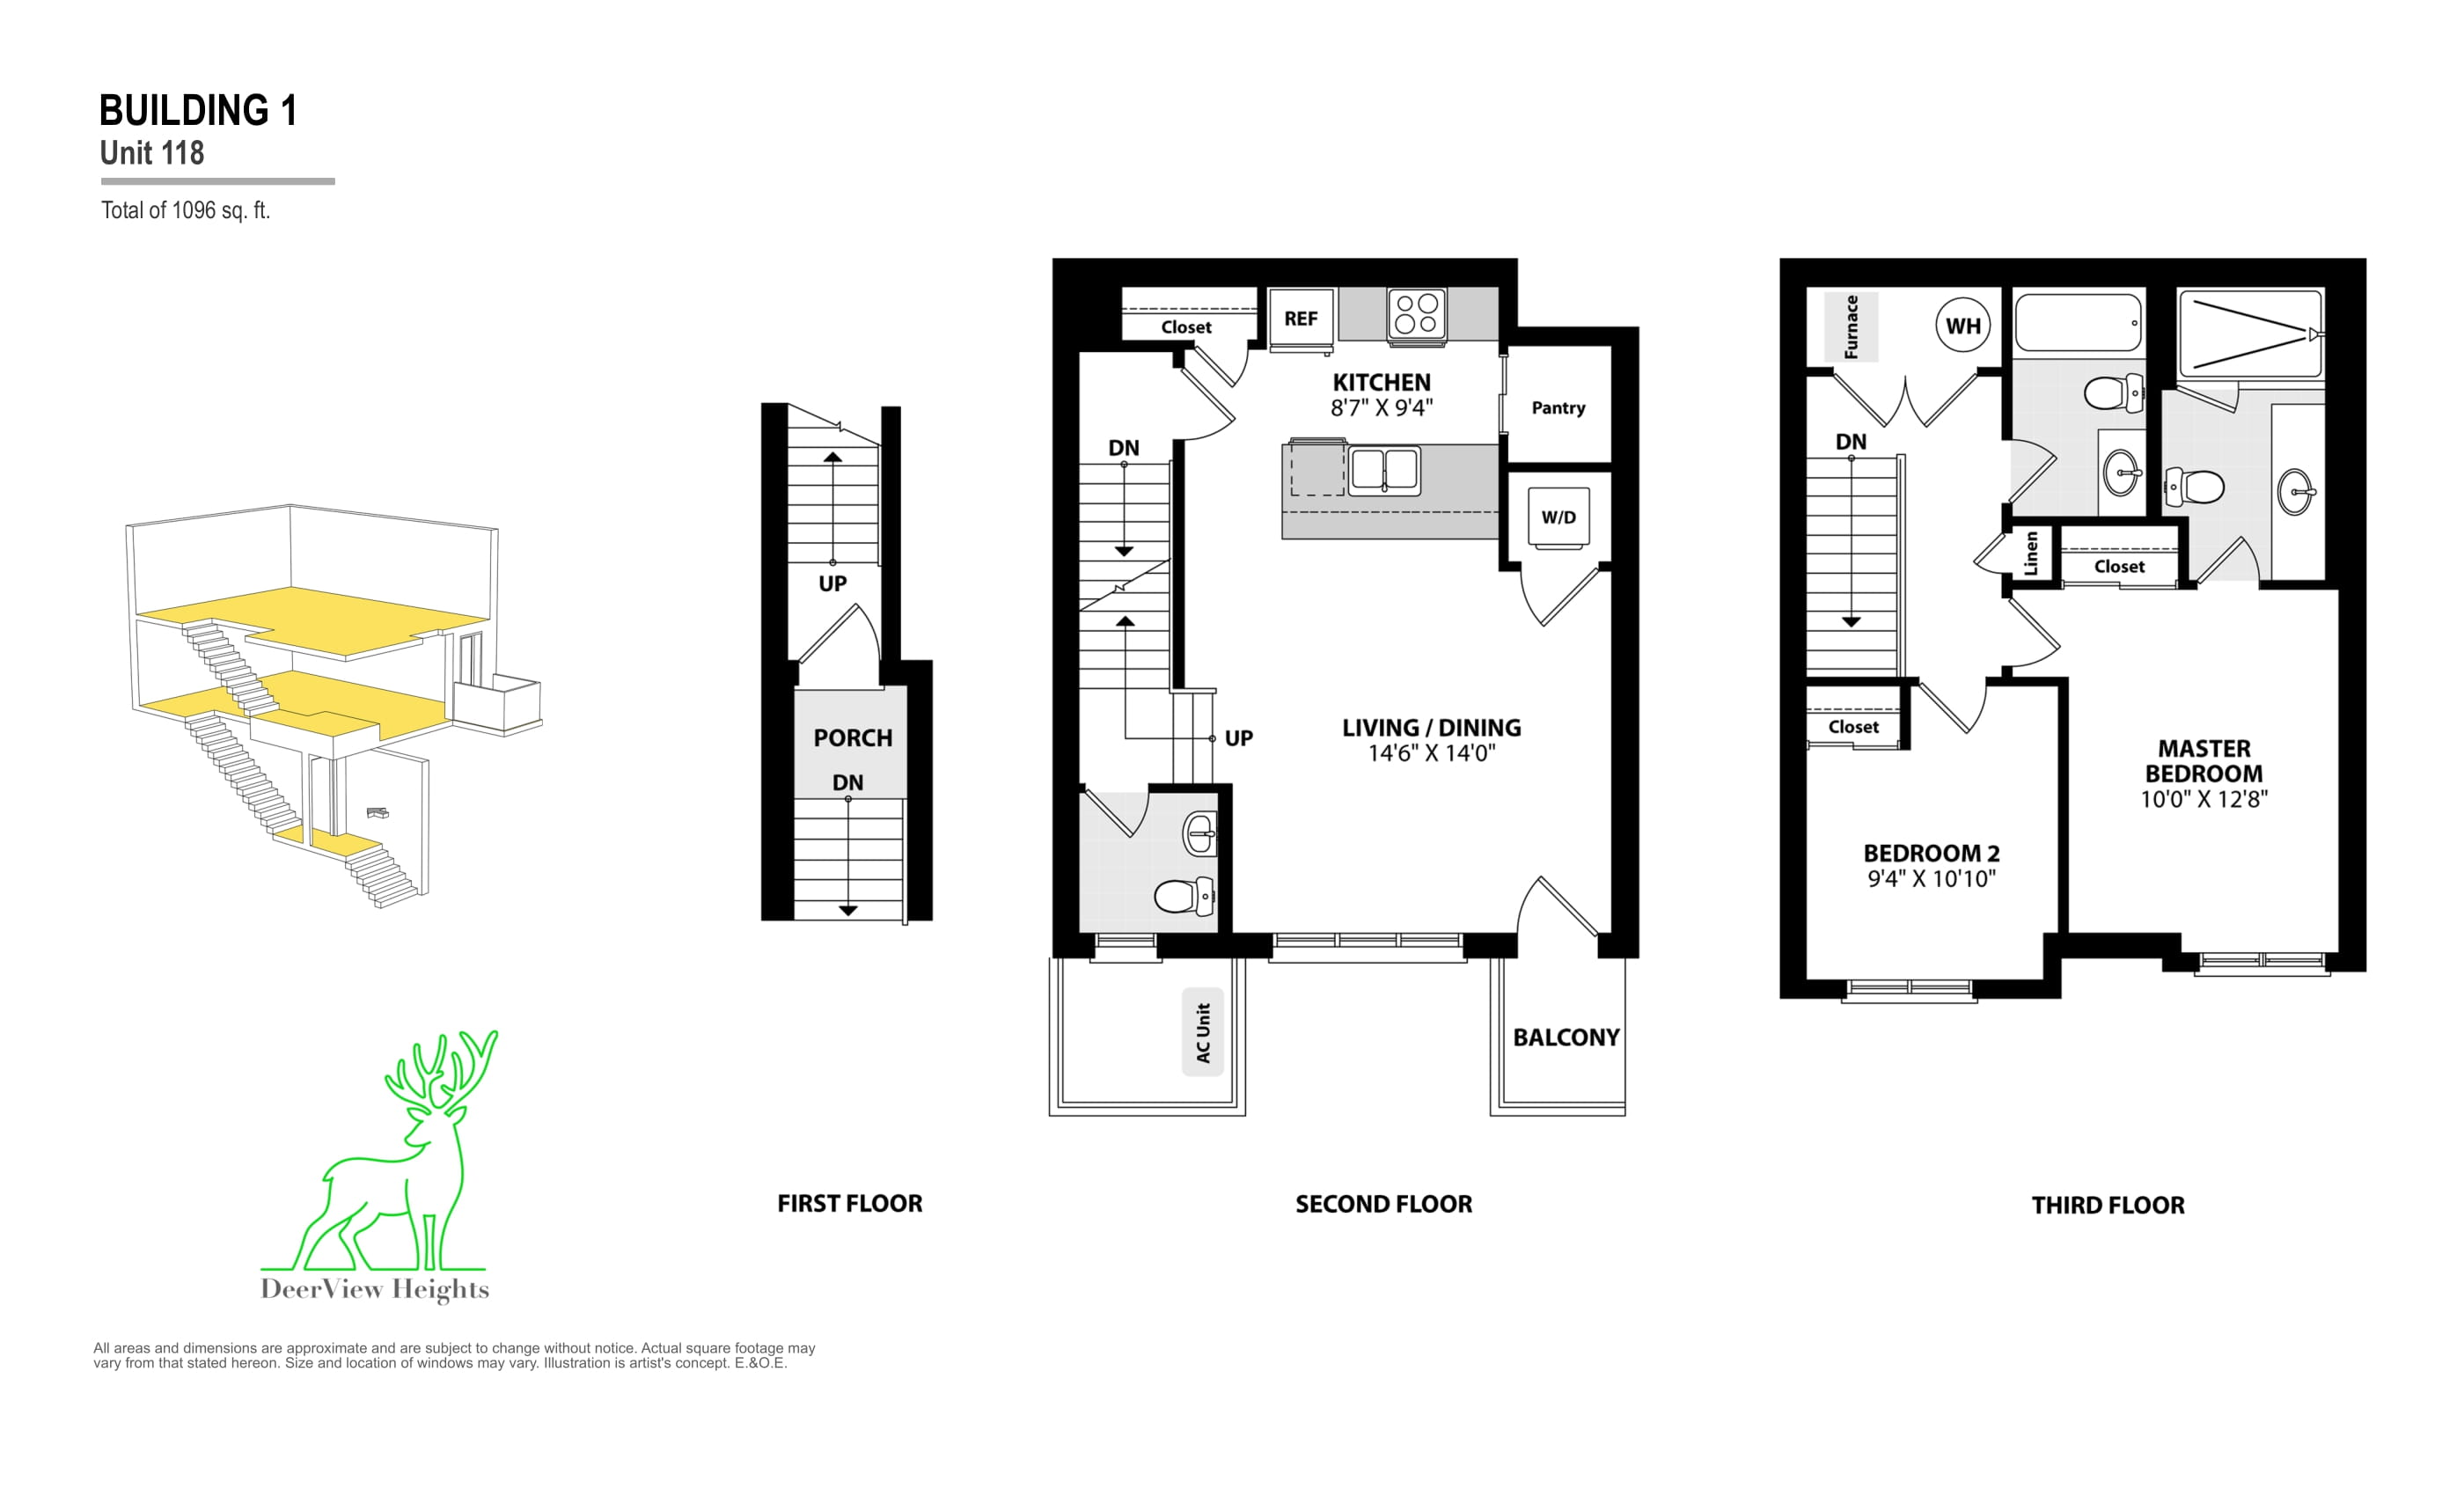 BUILDING 1
Unit 118
Total of 1096 sq. ft.
UP
PORCH
DN
FIRST FLOOR
Closet
REF
KITCHEN
8'7" X 9'4"
Pantry
DN
W/D
UP
LIVING / DINING
14'6" X 14'0"
AC Unit
BALCONY
SECOND FLOOR
Furnace
WH
DN
Linen
Closet
Closet
MASTER
BEDROOM
10'0" X 12'8"
BEDROOM 2
9'4" X 10'10"
THIRD FLOOR
DeerView Heights
All areas and dimensions are approximate and are subject to change without notice. Actual square footage may
vary from that stated hereon. Size and location of windows may vary. Illustration is artist's concept. E.&O.E.